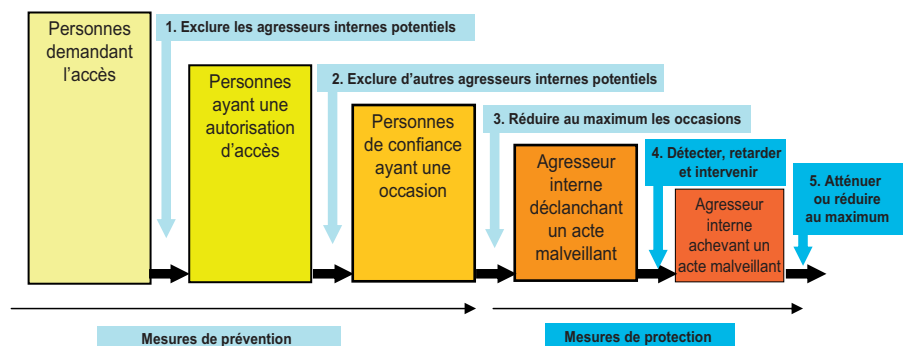 Personnes
demandant
l'accès
1. Exclure les agresseurs internes potentiels
Personnes
ayant une
autorisation
d'accès
2. Exclure d'autres agresseurs internes potentiels
Personnes
de confiance
ayant une
occasion
3. Réduire au maximum les occasions
Agresseur
interne
déclanchant
un acte
malveillant
4. Détecter, retarder
et intervenir
Agresseur
interne
achevant un
acte malveillant
5. Atténuer
ou réduire
au maximum
Mesures de prévention
Mesures de protection